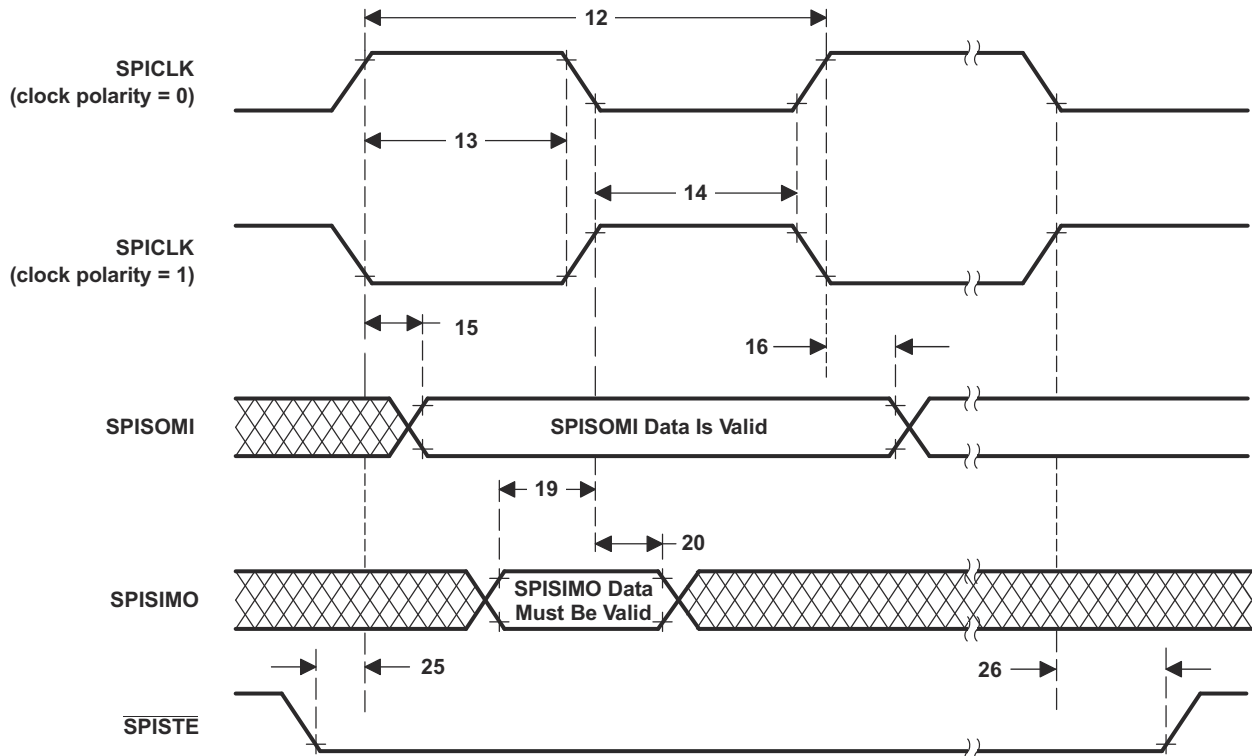 12
SPICLK
(clock polarity = 0)
13
14
SPICLK
(clock polarity = 1)
15
16
SPISOMI
SPISOMI Data Is Valid
19
20
SPISIMO
SPISIMO Data
Must Be Valid
25
26
SPISTE